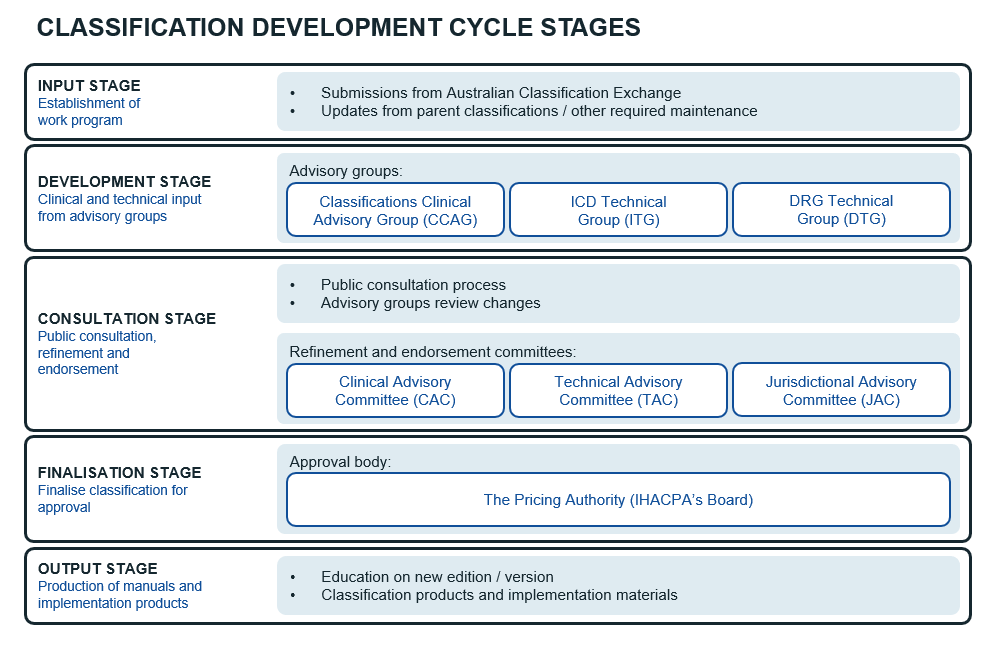 CLASSIFICATION DEVELOPMENT CYCLE STAGES
INPUT STAGE
Establishment of
work program
• Submissions from Australian Classification Exchange
• Updates from parent classifications / other required maintenance
DEVELOPMENT STAGE
Clinical and technical input
from advisory groups
Advisory groups:
Classifications Clinical
Advisory Group (CCAG)
ICD Technical
Group (ITG)
DRG Technical
Group (DTG)
CONSULTATION STAGE
Public consultation,
refinement and
endorsement
• Public consultation process
• Advisory groups review changes
Refinement and endorsement committees:
Clinical Advisory
Committee (CAC)
Technical Advisory
Committee (TAC)
Jurisdictional Advisory
Committee (JAC)
FINALISATION STAGE
Finalise classification for
approval
Approval body:
The Pricing Authority (IHACPA's Board)
OUTPUT STAGE
Production of manuals and
implementation products
• Education on new edition / version
• Classification products and implementation materials